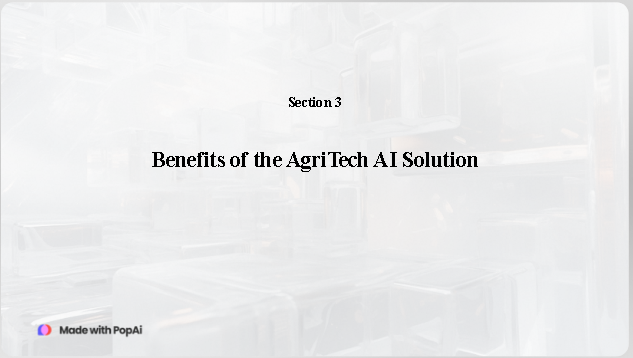 Section 3
Benefits of the AgriTech AI Solution
Made with PopAi